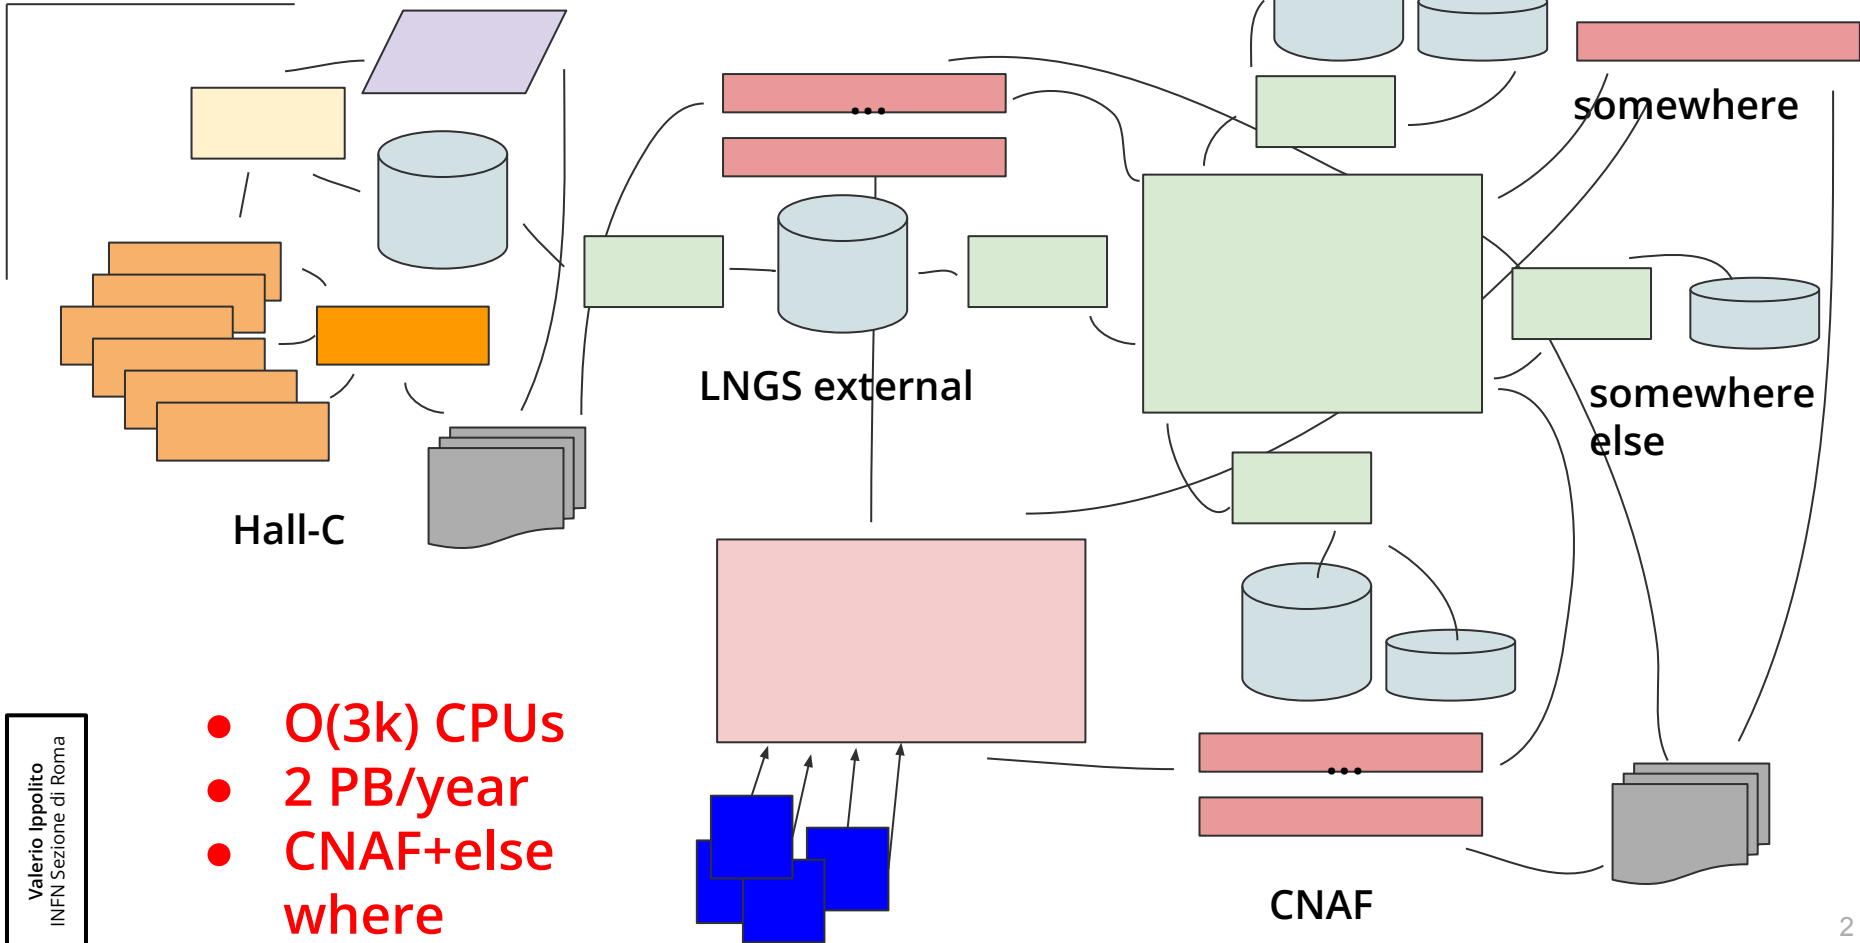 somewhere
LNGS external
somewhere
else
Hall-C
● O(3k) CPUs
● 2 PB/year
● CNAF+else
where
CNAF
Valerio Ippolito
INFN Sezione di Roma
2